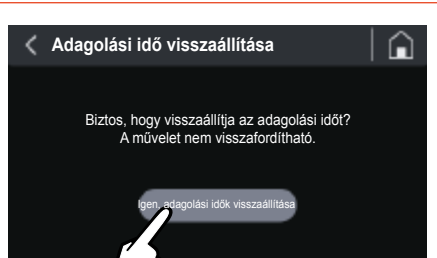 Adagolási idő visszaállítása
Biztos, hogy visszaállítja az adagolási időt?
A művelet nem visszafordítható.
Igen, adagolási idők visszaállítása